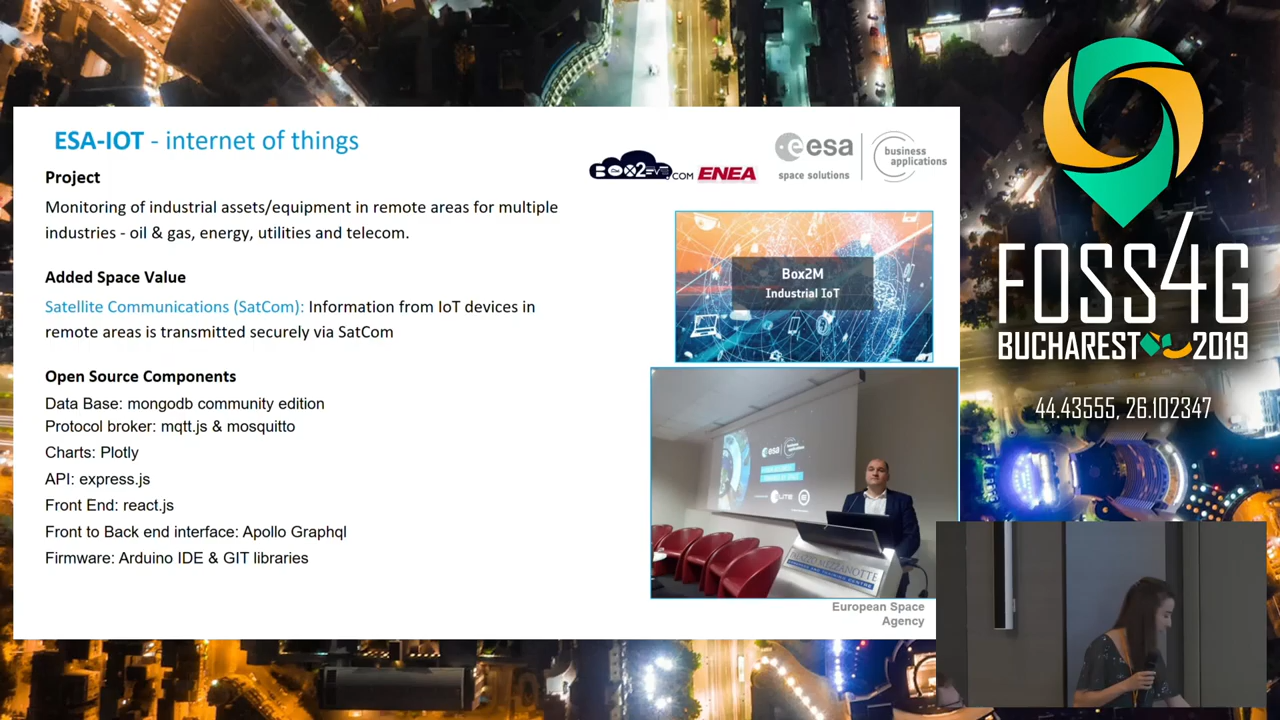 ESA-IOT - internet of things
BOX2
.COM
ENEA
esa
space solutions
business
applications
Project
Monitoring of industrial assets/equipment in remote areas for multiple
industries - oil & gas, energy, utilities and telecom.
Added Space Value
Satellite Communications (SatCom): Information from IoT devices in
remote areas is transmitted securely via SatCom
Open Source Components
Data Base: mongodb community edition
Protocol broker: mqtt.js & mosquitto
Charts: Plotly
API: express.js
Front End: react.js
Front to Back end interface: Apollo Graphql
Firmware: Arduino IDE & GIT libraries
Box2M
Industrial IoT
esa
MEZZANOTTE
European Space
Agency
FOSS4G
BUCHAREST 2019
44.43555, 26.102347